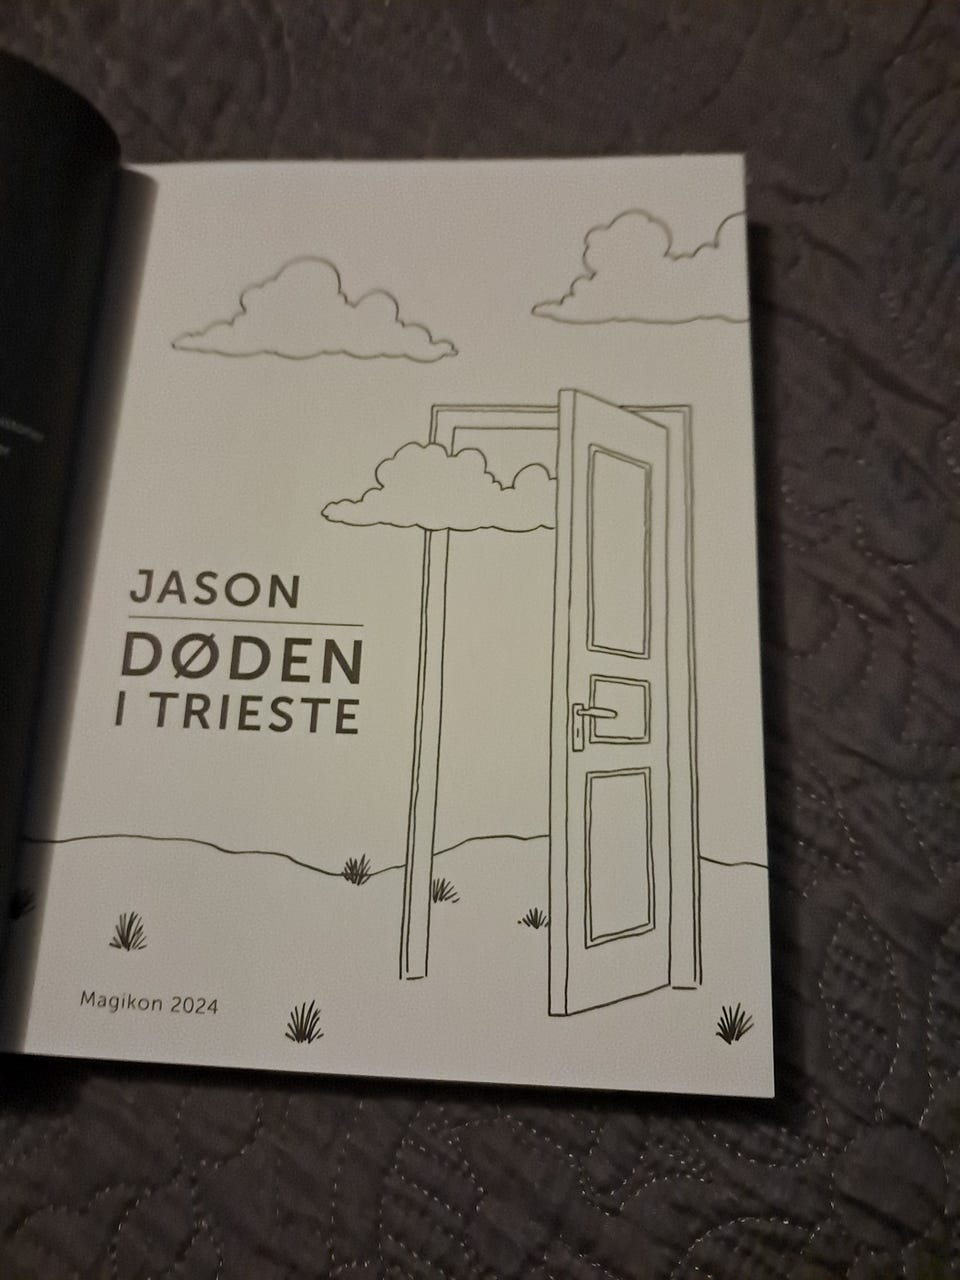 JASON
DØDEN
I TRIESTE
Magikon 2024